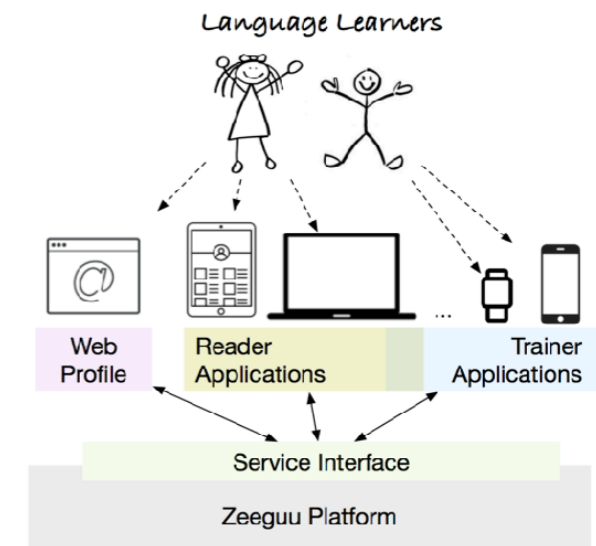 Language Learners
@
...
Web
Profile
Reader
Applications
Trainer
Applications
Service Interface
Zeeguu Platform